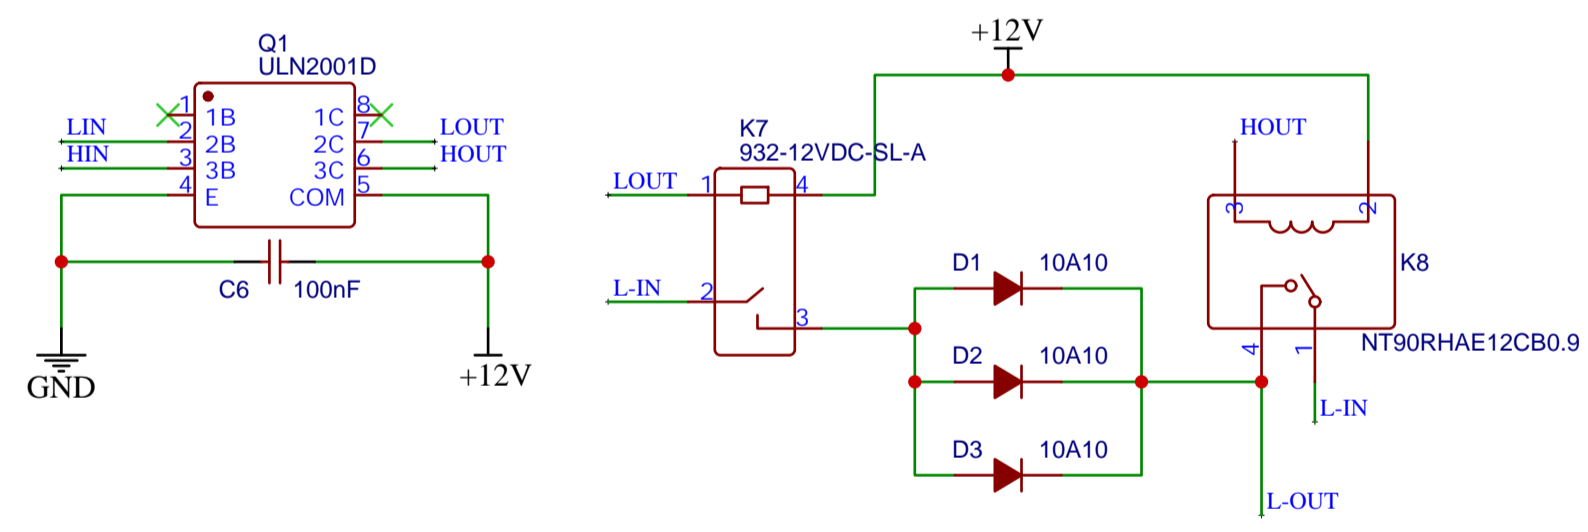 Q1
ULN2001D
1
1B
1C
8
LIN
2
2B
2C
7
LOUT
HIN
3
3B
3C
6
HOUT
4
E
COM
5
C6
100nF
GND
+12V
+12V
K7
932-12VDC-SL-A
LOUT
1
4
L-IN
2
3
D1
10A10
D2
10A10
D3
10A10
HOUT
3
2
K8
NT90RHAE12CB0.9
4
1
L-IN
L-OUT